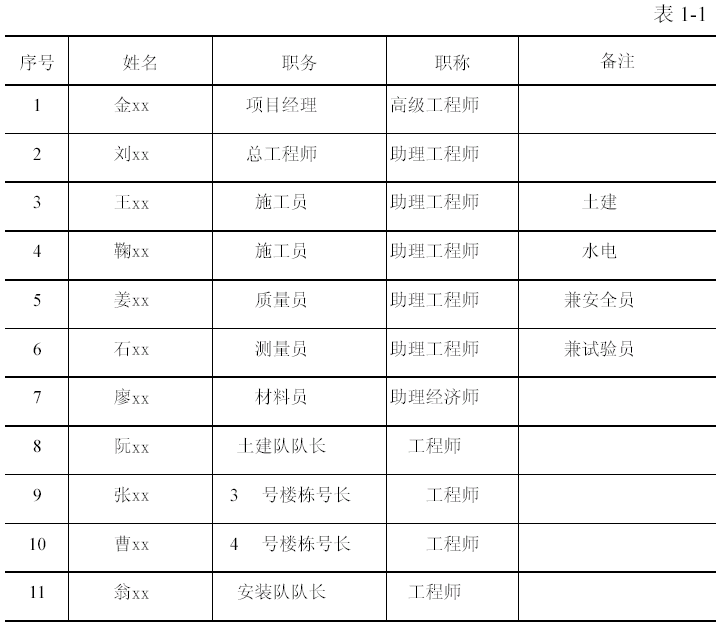 表 1-1
序号 姓名 职务 职称 备注
1 金xx 项目经理 高级工程师
2 刘xx 总工程师 助理工程师
3 王xx 施工员 助理工程师 土建
4 鞠xx 施工员 助理工程师 水电
5 姜xx 质量员 助理工程师 兼安全员
6 石xx 测量员 助理工程师 兼试验员
7 廖xx 材料员 助理经济师
8 阮xx 土建队队长 工程师
9 张xx 3 号楼栋号长 工程师
10 曹xx 4 号楼栋号长 工程师
11 翁xx 安装队队长 工程师